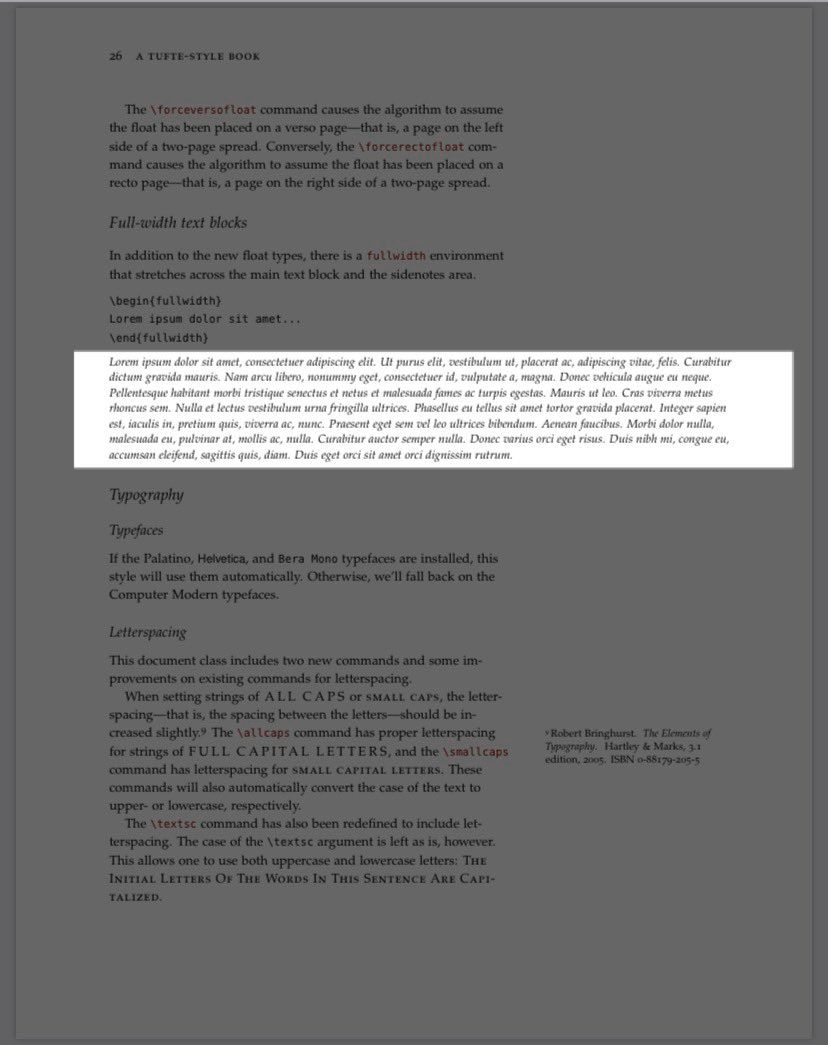 26 A TUFTE-STYLE BOOK
The \forceversofloat command causes the algorithm to assume
the float has been placed on a verso page—that is, a page on the left
side of a two-page spread. Conversely, the \forcerectofloat com-
mand causes the algorithm to assume the float has been placed on a
recto page—that is, a page on the right side of a two-page spread.
Full-width text blocks
In addition to the new float types, there is a fullwidth environment
that stretches across the main text block and the sidenotes area.
\begin{fullwidth}
Lorem ipsum dolor sit amet...
\end{fullwidth}
Lorem ipsum dolor sit amet, consectetuer adipiscing elit. Ut purus elit, vestibulum ut, placerat ac, adipiscing vitae, felis. Curabitur
dictum gravida mauris. Nam arcu libero, nonummy eget, consectetuer id, vulputate a, magna. Donec vehicula augue eu neque.
Pellentesque habitant morbi tristique senectus et netus et malesuada fames ac turpis egestas. Mauris ut leo. Cras viverra metus
rhoncus sem. Nulla et lectus vestibulum urna fringilla ultrices. Phasellus eu tellus sit amet tortor gravida placerat. Integer sapien
est, iaculis in, pretium quis, viverra ac, nunc. Praesent eget sem vel leo ultrices bibendum. Aenean faucibus. Morbi dolor nulla,
malesuada eu, pulvinar at, mollis ac, nulla. Curabitur auctor semper nulla. Donec varius orci eget risus. Duis nibh mi, congue eu,
accumsan eleifend, sagittis quis, diam. Duis eget orci sit amet orci dignissim rutrum.
Typography
Typefaces
If the Palatino, Helvetica, and Bera Mono typefaces are installed, this
style will use them automatically. Otherwise, we'll fall back on the
Computer Modern typefaces.
Letterspacing
This document class includes two new commands and some im-
provements on existing commands for letterspacing.
When setting strings of ALL CAPS or SMALL CAPS, the letter-
spacing—that is, the spacing between the letters—should be in-
creased slightly.9 The \allcaps command has proper letterspacing
for strings of FULL CAPITAL LETTERS, and the \smallcaps
command has letterspacing for SMALL CAPITAL LETTERS. These
commands will also automatically convert the case of the text to
upper- or lowercase, respectively.
The \textsc command has also been redefined to include let-
terspacing. The case of the \textsc argument is left as is, however.
This allows one to use both uppercase and lowercase letters: THE
INITIAL LETTERS OF THE WORDS IN THIS SENTENCE ARE CAPI-
TALIZED.
9 Robert Bringhurst. The Elements of
Typography. Hartley & Marks, 3.1
edition, 2005. ISBN 0-88179-205-5